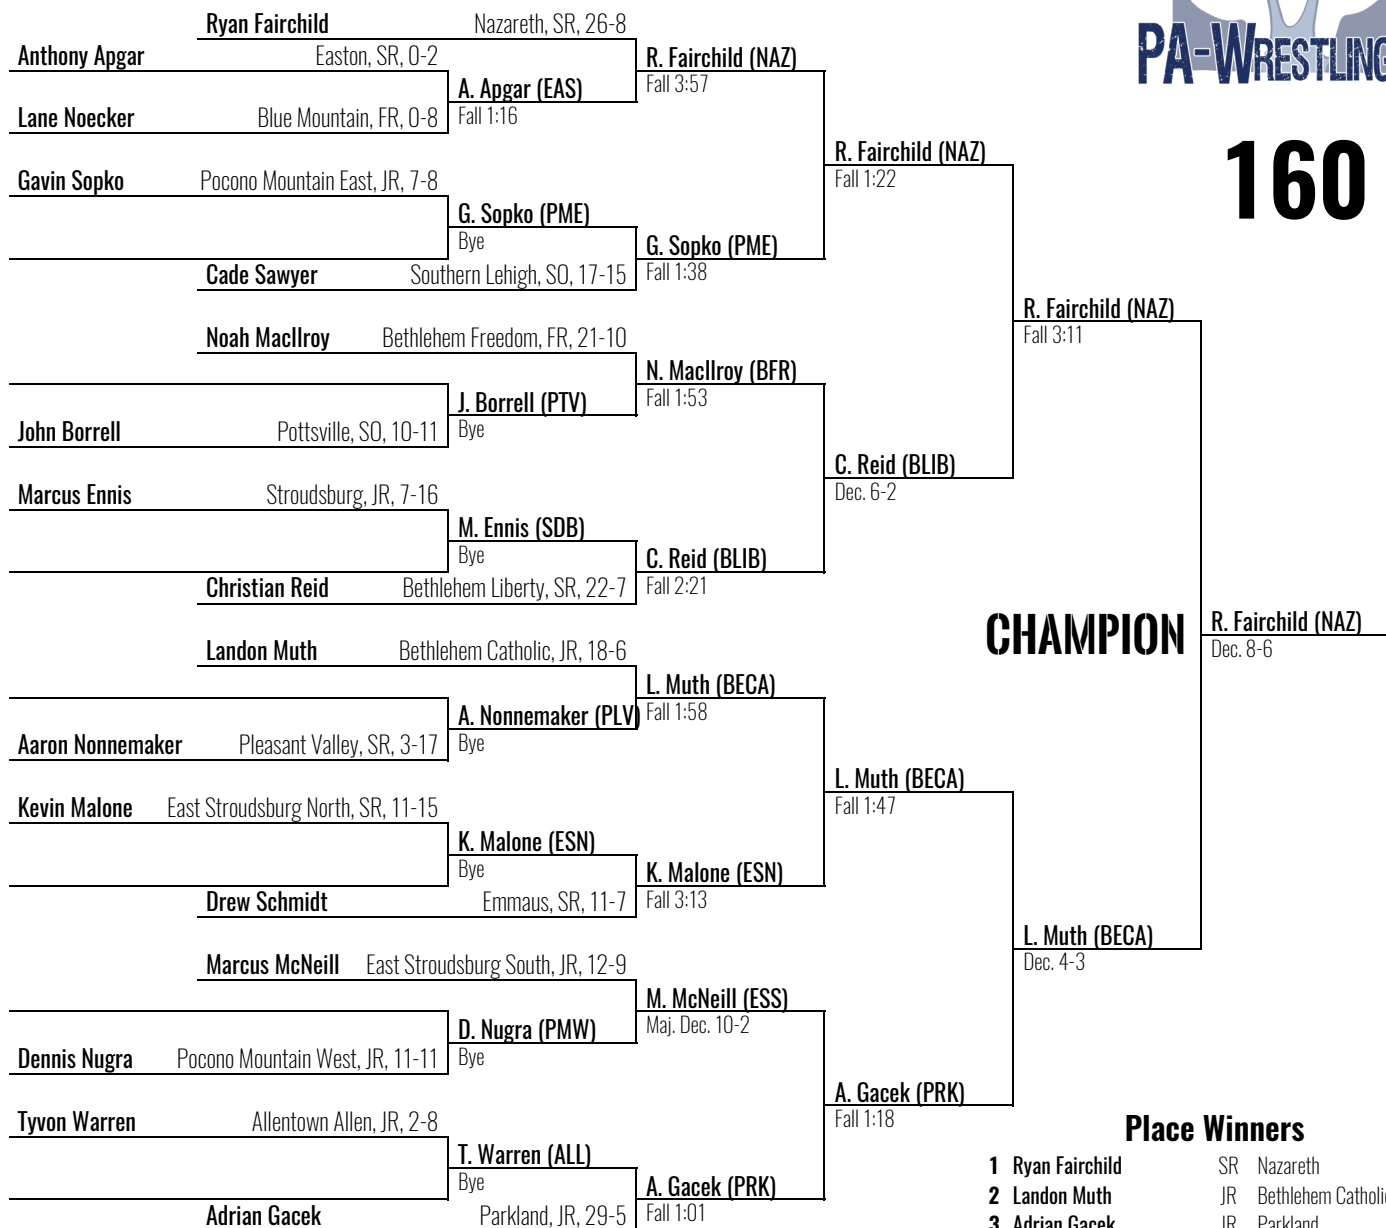 Ryan Fairchild Nazareth, SR, 26-8
Anthony Apgar Easton, SR, 0-2
R. Fairchild (NAZ)
Fall 3:57
PA-WRESTLING
A. Apgar (EAS)
Fall 1:16
Lane Noecker Blue Mountain, FR, 0-8
R. Fairchild (NAZ)
Fall 1:22
160
Gavin Sopko Pocono Mountain East, JR, 7-8
G. Sopko (PME)
Bye
G. Sopko (PME)
Fall 1:38
Cade Sawyer Southern Lehigh, SO, 17-15
R. Fairchild (NAZ)
Fall 3:11
Noah MacIlroy Bethlehem Freedom, FR, 21-10
N. MacIlroy (BFR)
Fall 1:53
J. Borrell (PTV)
Bye
John Borrell Pottsville, SO, 10-11
C. Reid (BLIB)
Dec. 6-2
Marcus Ennis Stroudsburg, JR, 7-16
M. Ennis (SDB)
Bye
C. Reid (BLIB)
Fall 2:21
Christian Reid Bethlehem Liberty, SR, 22-7
CHAMPION
R. Fairchild (NAZ)
Dec. 8-6
Landon Muth Bethlehem Catholic, JR, 18-6
L. Muth (BECA)
Fall 1:58
A. Nonnemaker (PLV)
Bye
Aaron Nonnemaker Pleasant Valley, SR, 3-17
L. Muth (BECA)
Fall 1:47
Kevin Malone East Stroudsburg North, SR, 11-15
K. Malone (ESN)
Bye
K. Malone (ESN)
Fall 3:13
Drew Schmidt Emmaus, SR, 11-7
L. Muth (BECA)
Dec. 4-3
Marcus McNeill East Stroudsburg South, JR, 12-9
M. McNeill (ESS)
Maj. Dec. 10-2
D. Nugra (PMW)
Bye
Dennis Nugra Pocono Mountain West, JR, 11-11
A. Gacek (PRK)
Fall 1:18
Tyvon Warren Allentown Allen, JR, 2-8
T. Warren (ALL)
Bye
A. Gacek (PRK)
Fall 1:01
Adrian Gacek Parkland, JR, 29-5
Place Winners
1 Ryan Fairchild SR Nazareth
2 Landon Muth JR Bethlehem Catholic
3 Adrian Gacek JR Parkland